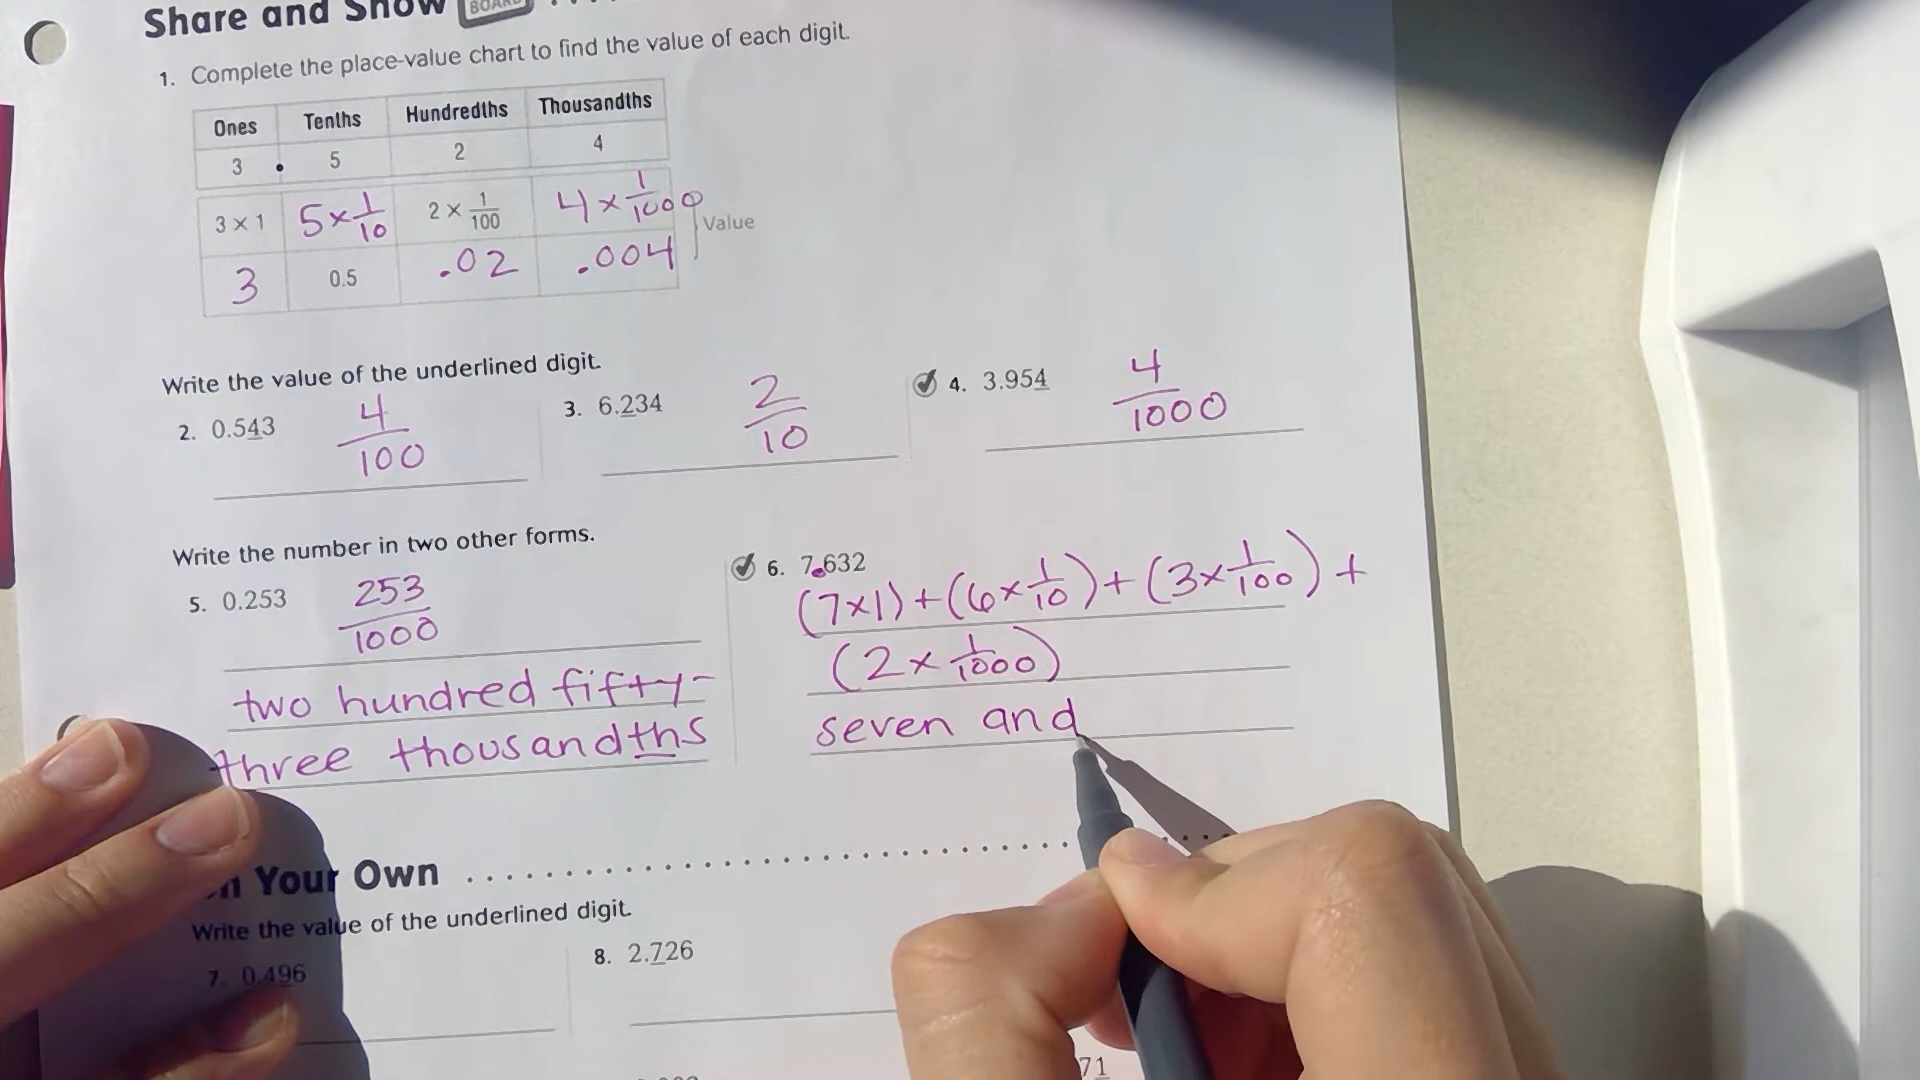 Share and Show BOARD
1. Complete the place-value chart to find the value of each digit.
Ones Tenths Hundredths Thousandths
3 . 5 2 4
3 × 1 5 × 1/10 2 × 1/100 4 × 1/1000
Value
3 0.5 .02 .004
Write the value of the underlined digit.
2. 0.543 4/100
3. 6.234 2/10
4. 3.954 4/1000
Write the number in two other forms.
5. 0.253 253/1000
two hundred fifty-
three thousandths
6. 7.632
(7×1)+(6×1/10)+(3×1/100)+
(2×1/1000)
seven and
Your Own
Write the value of the underlined digit.
7. 0.496
8. 2.726
71